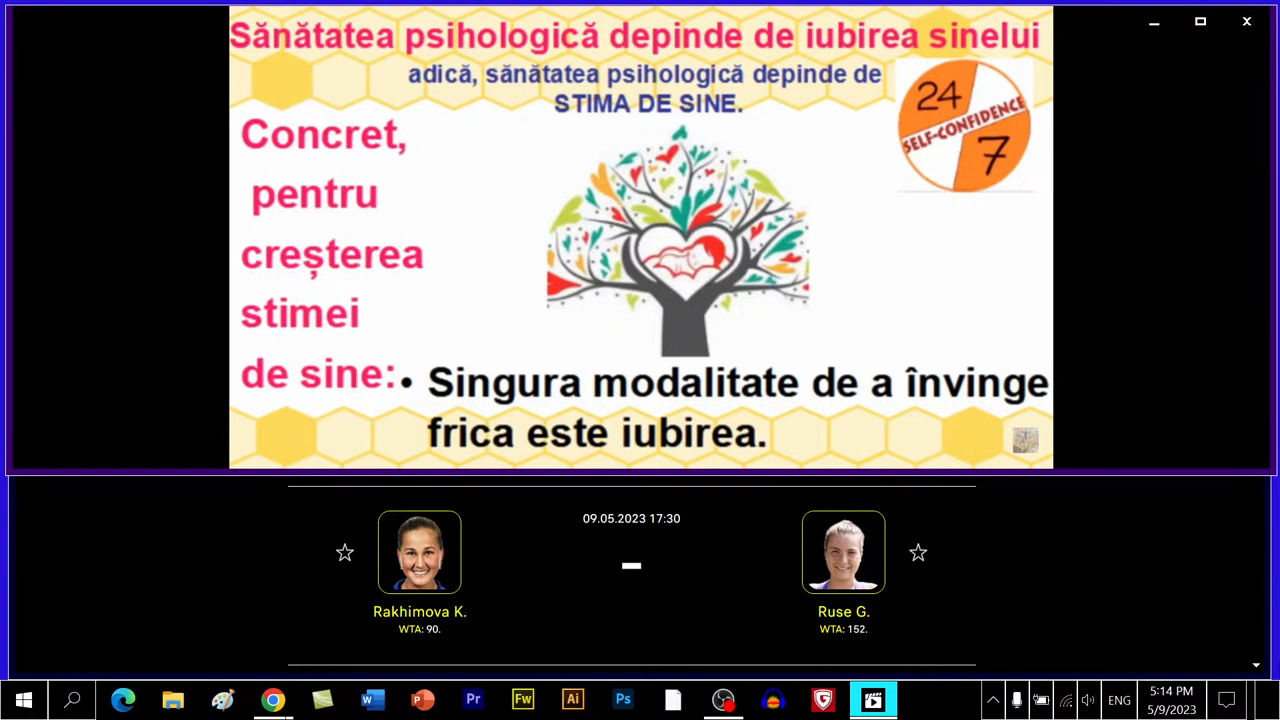 Sănătatea psihologică depinde de iubirea sinelui
adică, sănătatea psihologică depinde de
STIMA DE SINE.
24
SELF-CONFIDENCE
7
Concret,
pentru
creșterea
stimei
de sine:
• Singura modalitate de a învinge
frica este iubirea.
09.05.2023 17:30
Rakhimova K.
WTA: 90.
Ruse G.
WTA: 152.
Pr
Fw
Ai
Ps
ENG
5:14 PM
5/9/2023